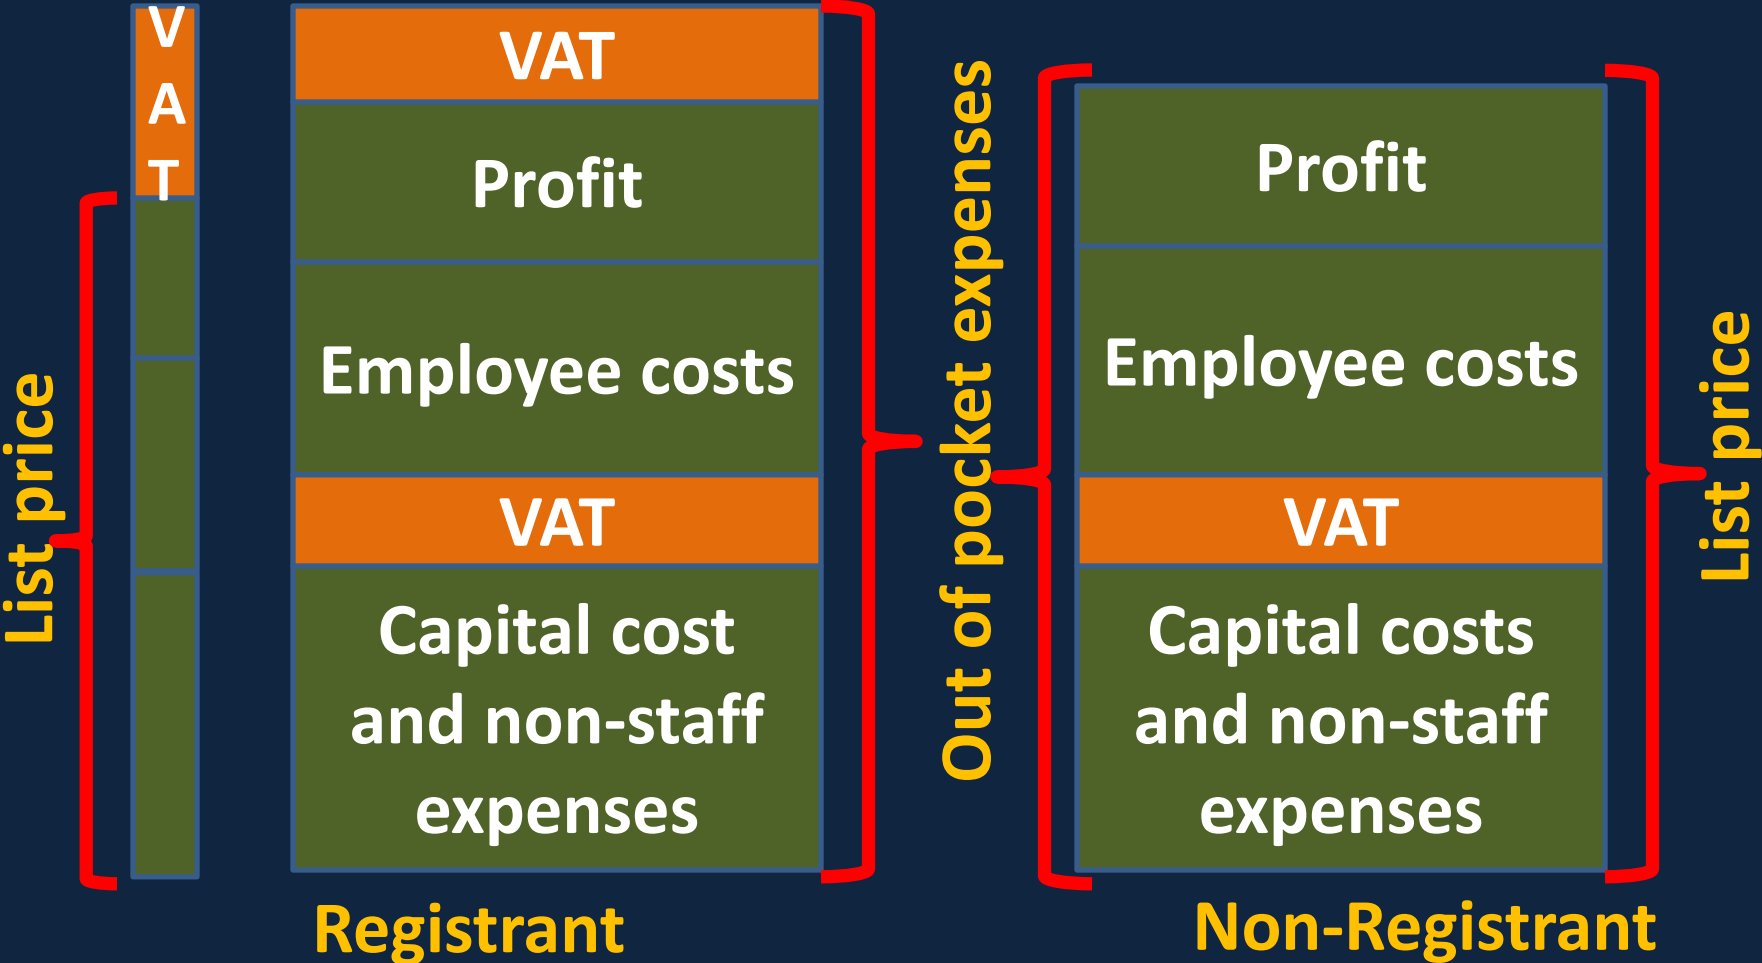 V
A
T
List price
VAT
Profit
Employee costs
VAT
Capital cost
and non-staff
expenses
Registrant
Out of pocket expenses
Profit
Employee costs
VAT
Capital costs
and non-staff
expenses
Non-Registrant
List price